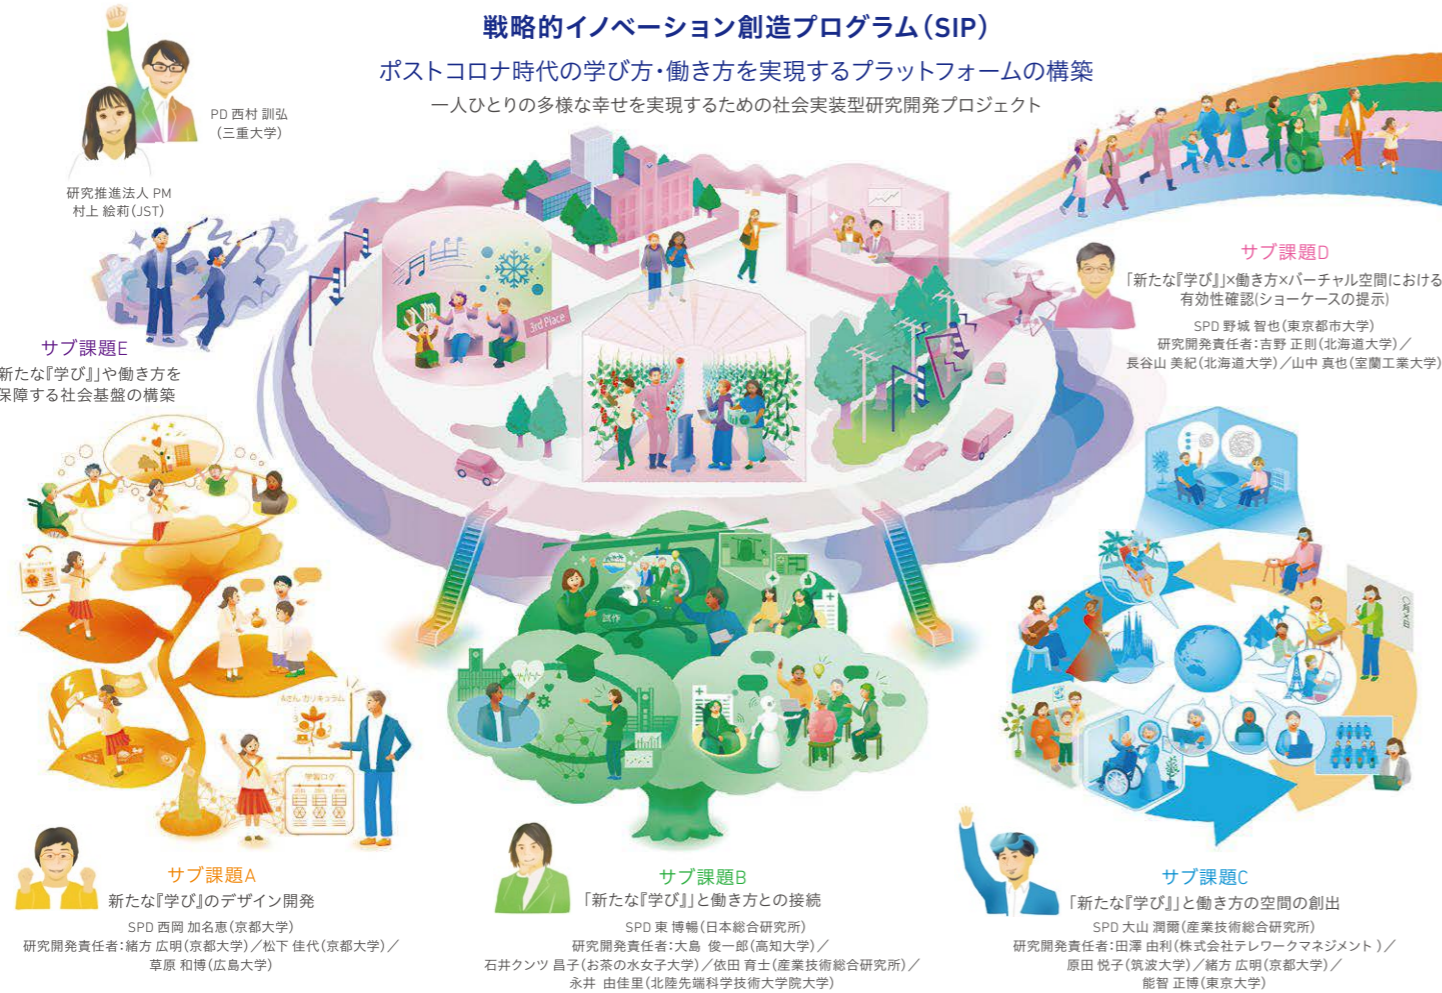 戦略的イノベーション創造プログラム(SIP)
ポストコロナ時代の学び方・働き方を実現するプラットフォームの構築
一人ひとりの多様な幸せを実現するための社会実装型研究開発プロジェクト
PD 西村 訓弘
(三重大学)
研究推進法人 PM
村上 絵莉(JST)
3rd Place
サブ課題E
新たな『学び』」や働き方を
保障する社会基盤の構築
サブ課題D
「新たな『学び』」×働き方×バーチャル空間における
有効性確認(ショーケースの提示)
SPD 野城 智也(東京都市大学)
研究開発責任者:吉野 正則(北海道大学)/
長谷山 美紀(北海道大学)/山中 真也(室蘭工業大学)
試作
Aさん カリキュラム
学習ログ
サブ課題A
新たな『学び』のデザイン開発
SPD 西岡 加名恵(京都大学)
研究開発責任者:緒方 広明(京都大学)/松下 佳代(京都大学)/
草原 和博(広島大学)
サブ課題B
「新たな『学び』」と働き方との接続
SPD 東 博暢(日本総合研究所)
研究開発責任者:大島 俊一郎(高知大学)/
石井クンツ 昌子(お茶の水女子大学)/依田 育士(産業技術総合研究所)/
永井 由佳里(北陸先端科学技術大学院大学)
サブ課題C
「新たな『学び』」と働き方の空間の創出
SPD 大山 潤爾(産業技術総合研究所)
研究開発責任者:田澤 由利(株式会社テレワークマネジメント)/
原田 悦子(筑波大学)/緒方 広明(京都大学)/
能智 正博(東京大学)